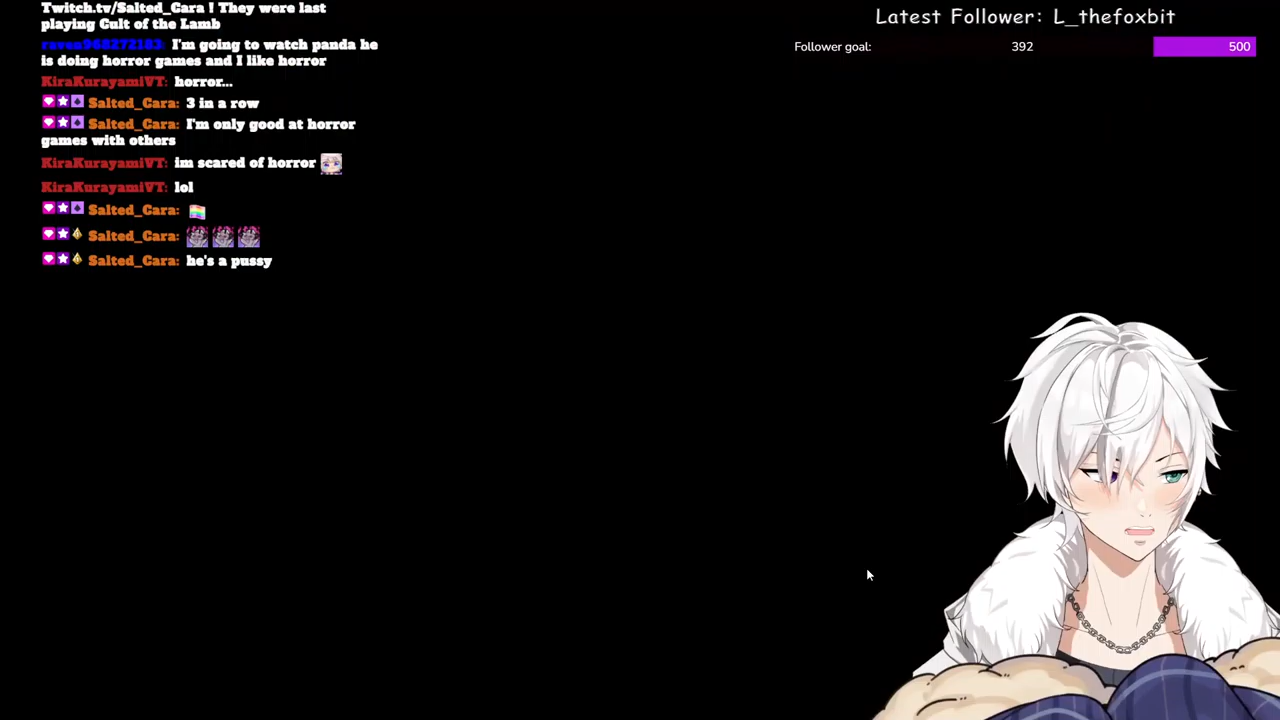 Twitch.tv/Salted_Cara ! They were last
playing Cult of the Lamb
raven968272183: I'm going to watch panda he
is doing horror games and I like horror
KiraKurayamiVT: horror...
Salted_Cara: 3 in a row
Salted_Cara: I'm only good at horror
games with others
KiraKurayamiVT: im scared of horror
KiraKurayamiVT: lol
Salted_Cara:
Salted_Cara:
Salted_Cara: he's a pussy
Latest Follower: L_thefoxbit
Follower goal: 392 500